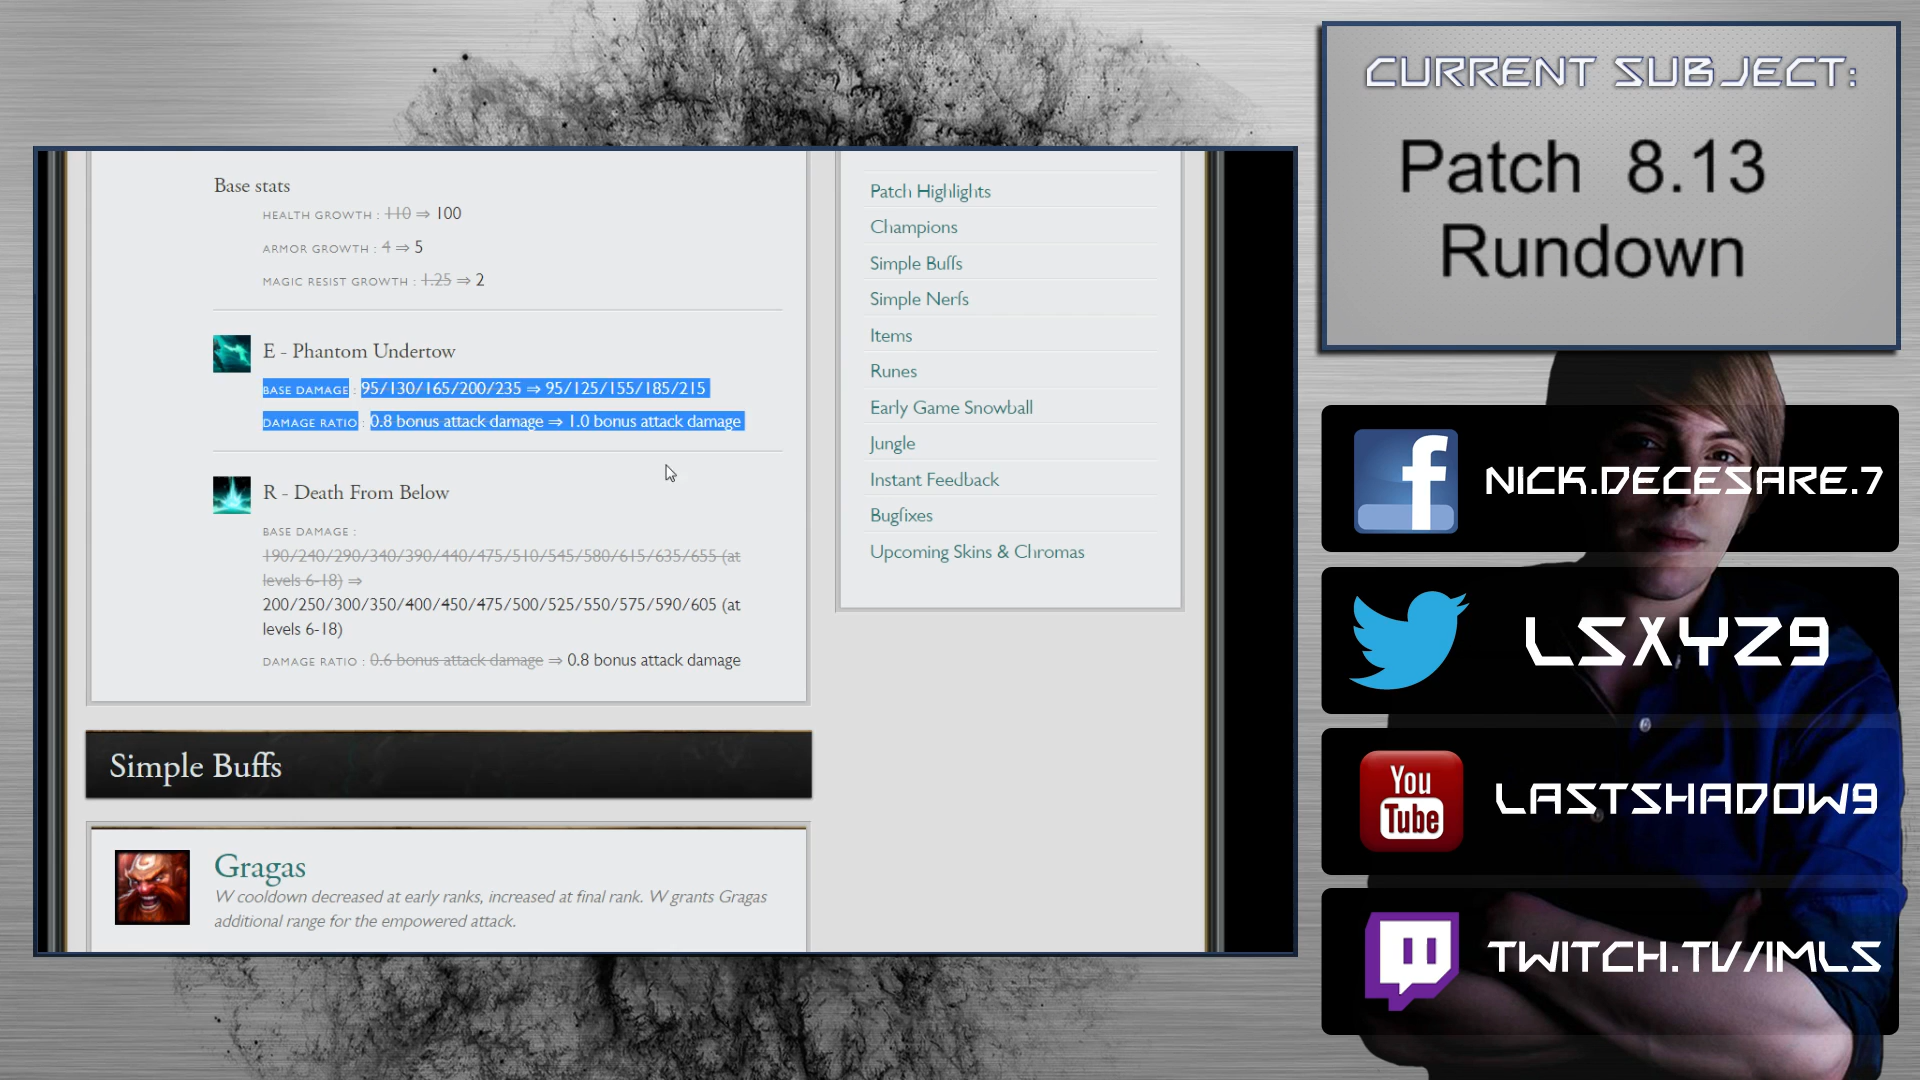 CURRENT SUBJECT:
Patch 8.13
Rundown
Base stats
HEALTH GROWTH : 110 ⇒ 100
ARMOR GROWTH : 4 ⇒ 5
MAGIC RESIST GROWTH : 1.25 ⇒ 2
E - Phantom Undertow
BASE DAMAGE : 95/130/165/200/235 ⇒ 95/125/155/185/215
DAMAGE RATIO : 0.8 bonus attack damage ⇒ 1.0 bonus attack damage
R - Death From Below
BASE DAMAGE :
190/240/290/340/390/440/475/510/545/580/615/635/655 (at
levels 6-18) ⇒
200/250/300/350/400/450/475/500/525/550/575/590/605 (at
levels 6-18)
DAMAGE RATIO : 0.6 bonus attack damage ⇒ 0.8 bonus attack damage
Simple Buffs
Gragas
W cooldown decreased at early ranks, increased at final rank. W grants Gragas
additional range for the empowered attack.
Patch Highlights
Champions
Simple Buffs
Simple Nerfs
Items
Runes
Early Game Snowball
Jungle
Instant Feedback
Bugfixes
Upcoming Skins & Chromas
f NICK.DECESARE.7
LSXYZ9
You
Tube
LASTSHADOW9
TWITCH.TV/IMLS